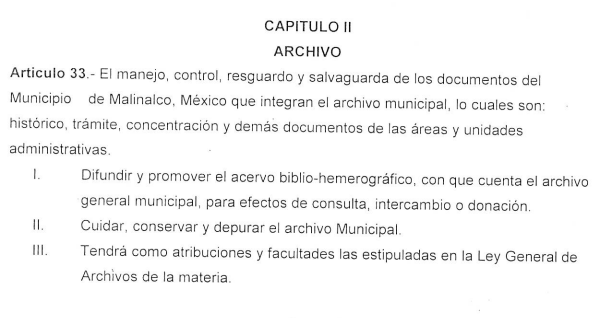 CAPITULO II
ARCHIVO
Articulo 33.- El manejo, control, resguardo y salvaguarda de los documentos del
Municipio de Malinalco, México que integran el archivo municipal, lo cuales son:
histórico, trámite, concentración y demás documentos de las áreas y unidades
administrativas.
I. Difundir y promover el acervo biblio-hemerográfico, con que cuenta el archivo
general municipal, para efectos de consulta, intercambio o donación.
II. Cuidar, conservar y depurar el archivo Municipal.
III. Tendrá como atribuciones y facultades las estipuladas en la Ley General de
Archivos de la materia.